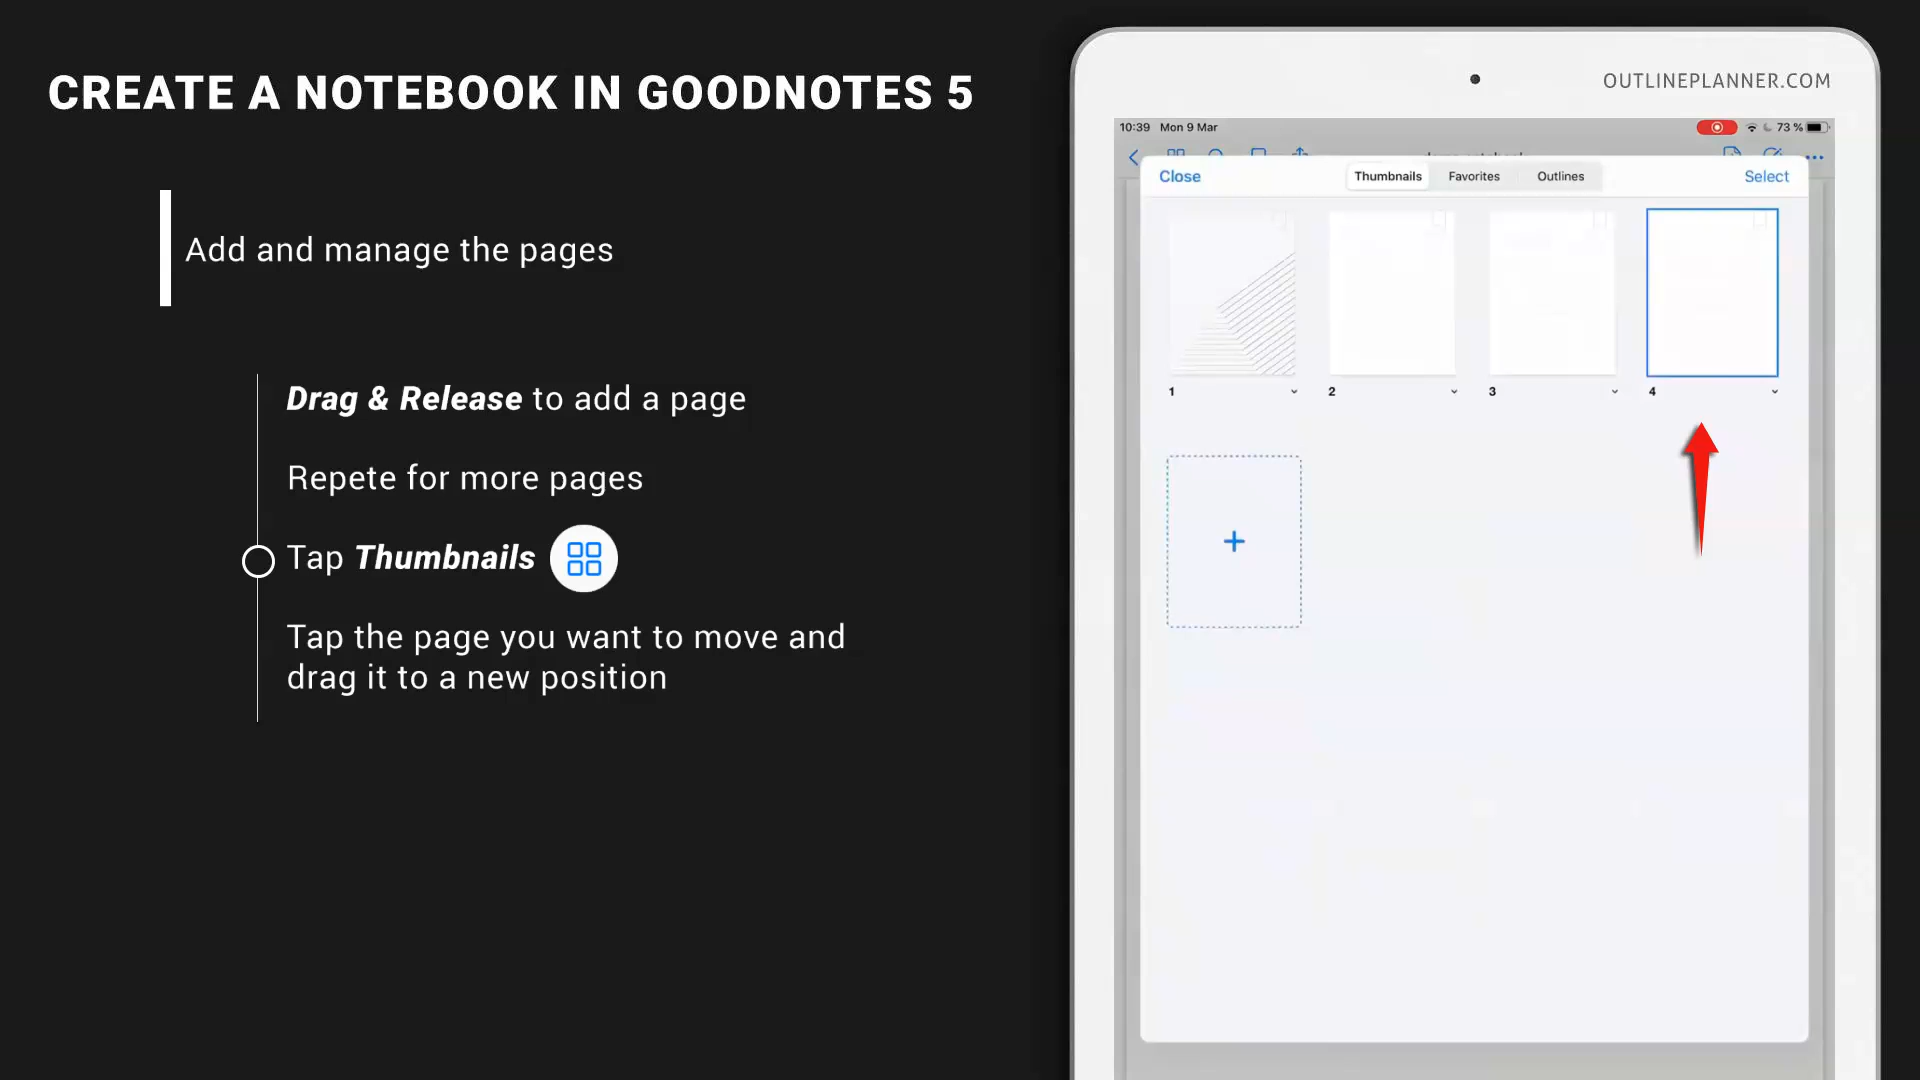 CREATE A NOTEBOOK IN GOODNOTES 5
Add and manage the pages
Drag & Release to add a page
Repete for more pages
Tap Thumbnails
Tap the page you want to move and
drag it to a new position
OUTLINEPLANNER.COM
10:39 Mon 9 Mar
73 %
Close
Thumbnails
Favorites
Outlines
Select
1
2
3
4